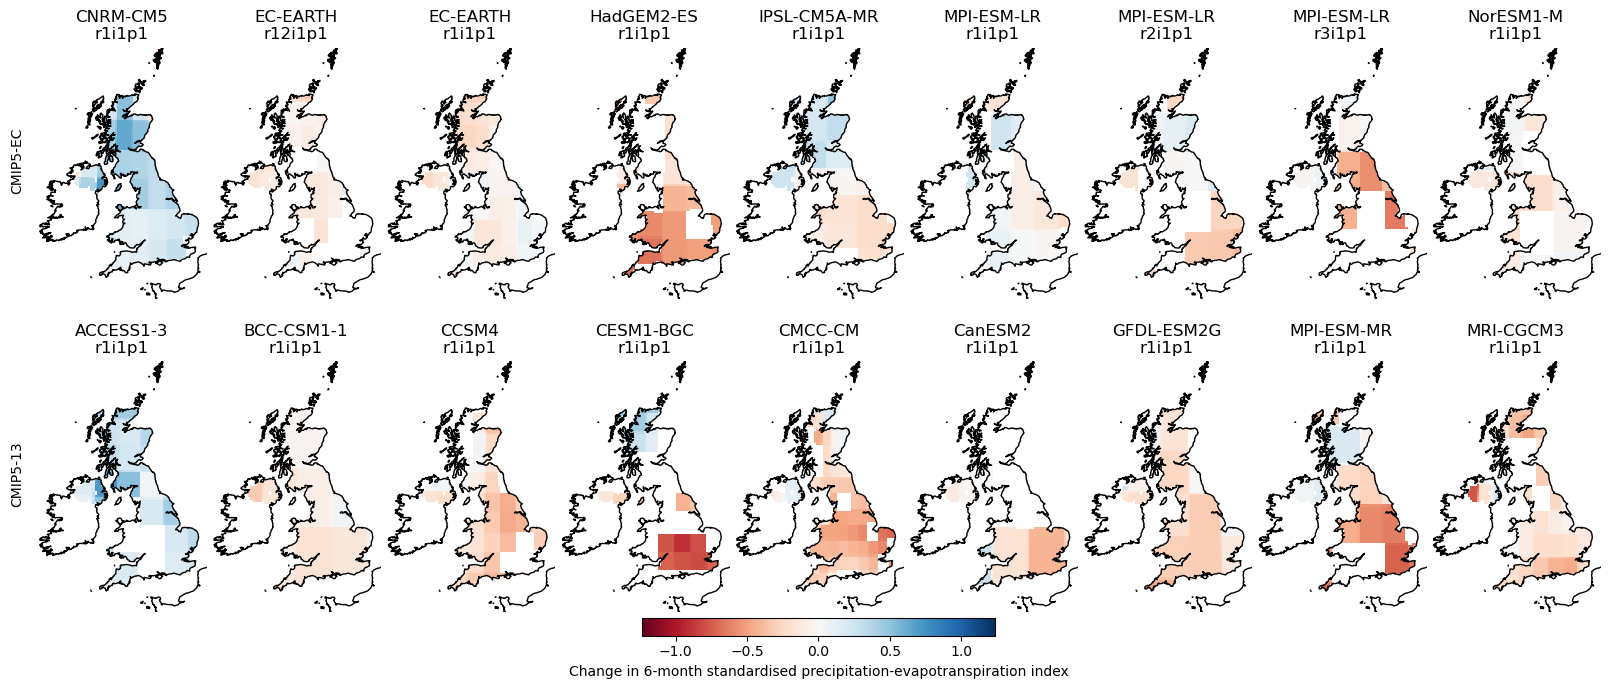 CNRM-CM5
r1i1p1
EC-EARTH
r12i1p1
EC-EARTH
r1i1p1
HadGEM2-ES
r1i1p1
IPSL-CM5A-MR
r1i1p1
MPI-ESM-LR
r1i1p1
MPI-ESM-LR
r2i1p1
MPI-ESM-LR
r3i1p1
NorESM1-M
r1i1p1
CMIP5-EC
ACCESS1-3
r1i1p1
BCC-CSM1-1
r1i1p1
CCSM4
r1i1p1
CESM1-BGC
r1i1p1
CMCC-CM
r1i1p1
CanESM2
r1i1p1
GFDL-ESM2G
r1i1p1
MPI-ESM-MR
r1i1p1
MRI-CGCM3
r1i1p1
CMIP5-13
−1.0 −0.5 0.0 0.5 1.0
Change in 6-month standardised precipitation-evapotranspiration index